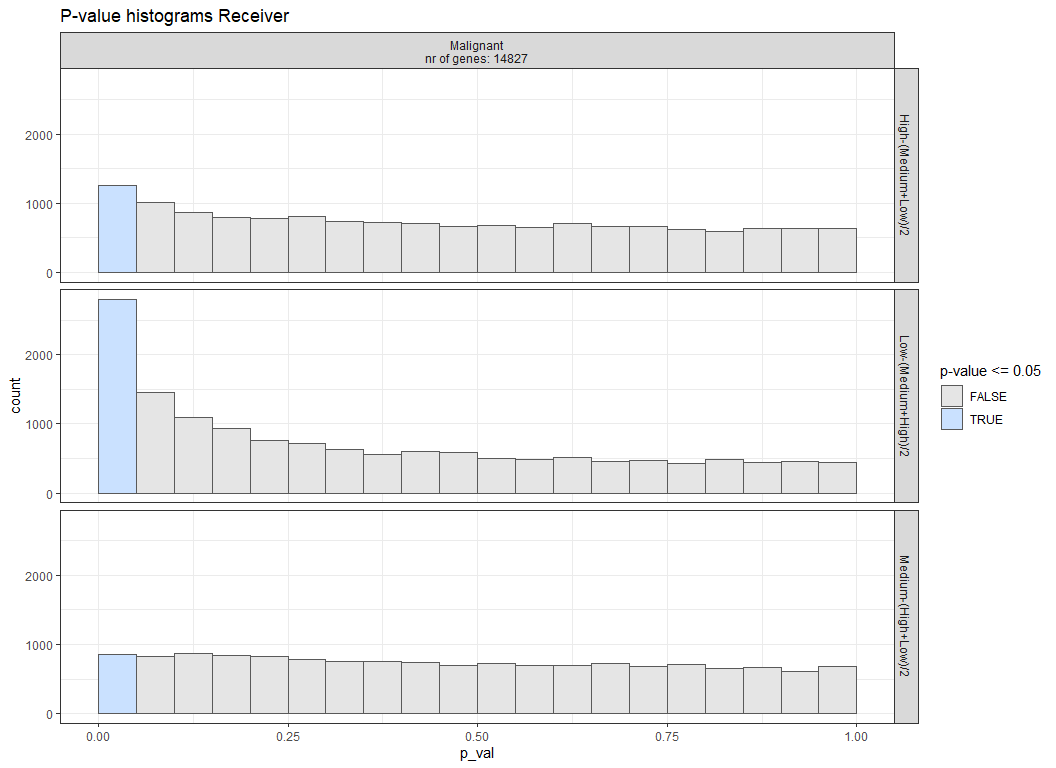 P-value histograms Receiver
Malignant
nr of genes: 14827
2000
1000
0
High-(Medium+Low)/2
2000
1000
0
Low-(Medium+High)/2
2000
1000
0
Medium-(High+Low)/2
count
0.00
0.25
0.50
0.75
1.00
p_val
p-value <= 0.05
FALSE
TRUE